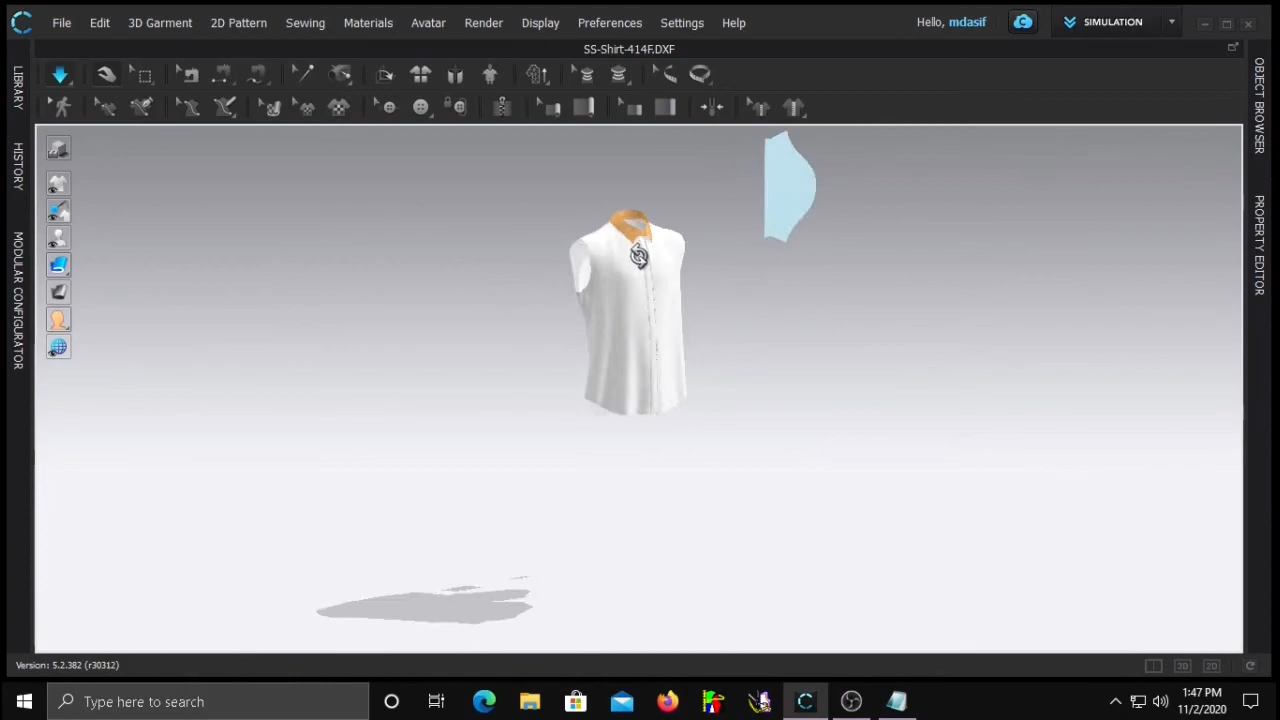 File Edit 3D Garment 2D Pattern Sewing Materials Avatar Render Display Preferences Settings Help Hello, mdasif SIMULATION
SS-Shirt-414F.DXF
LIBRARY
HISTORY
MODULAR CONFIGURATOR
OBJECT BROWSER
PROPERTY EDITOR
Version: 5.2.382 (r30312)
3D 2D
Type here to search
1:47 PM
11/2/2020